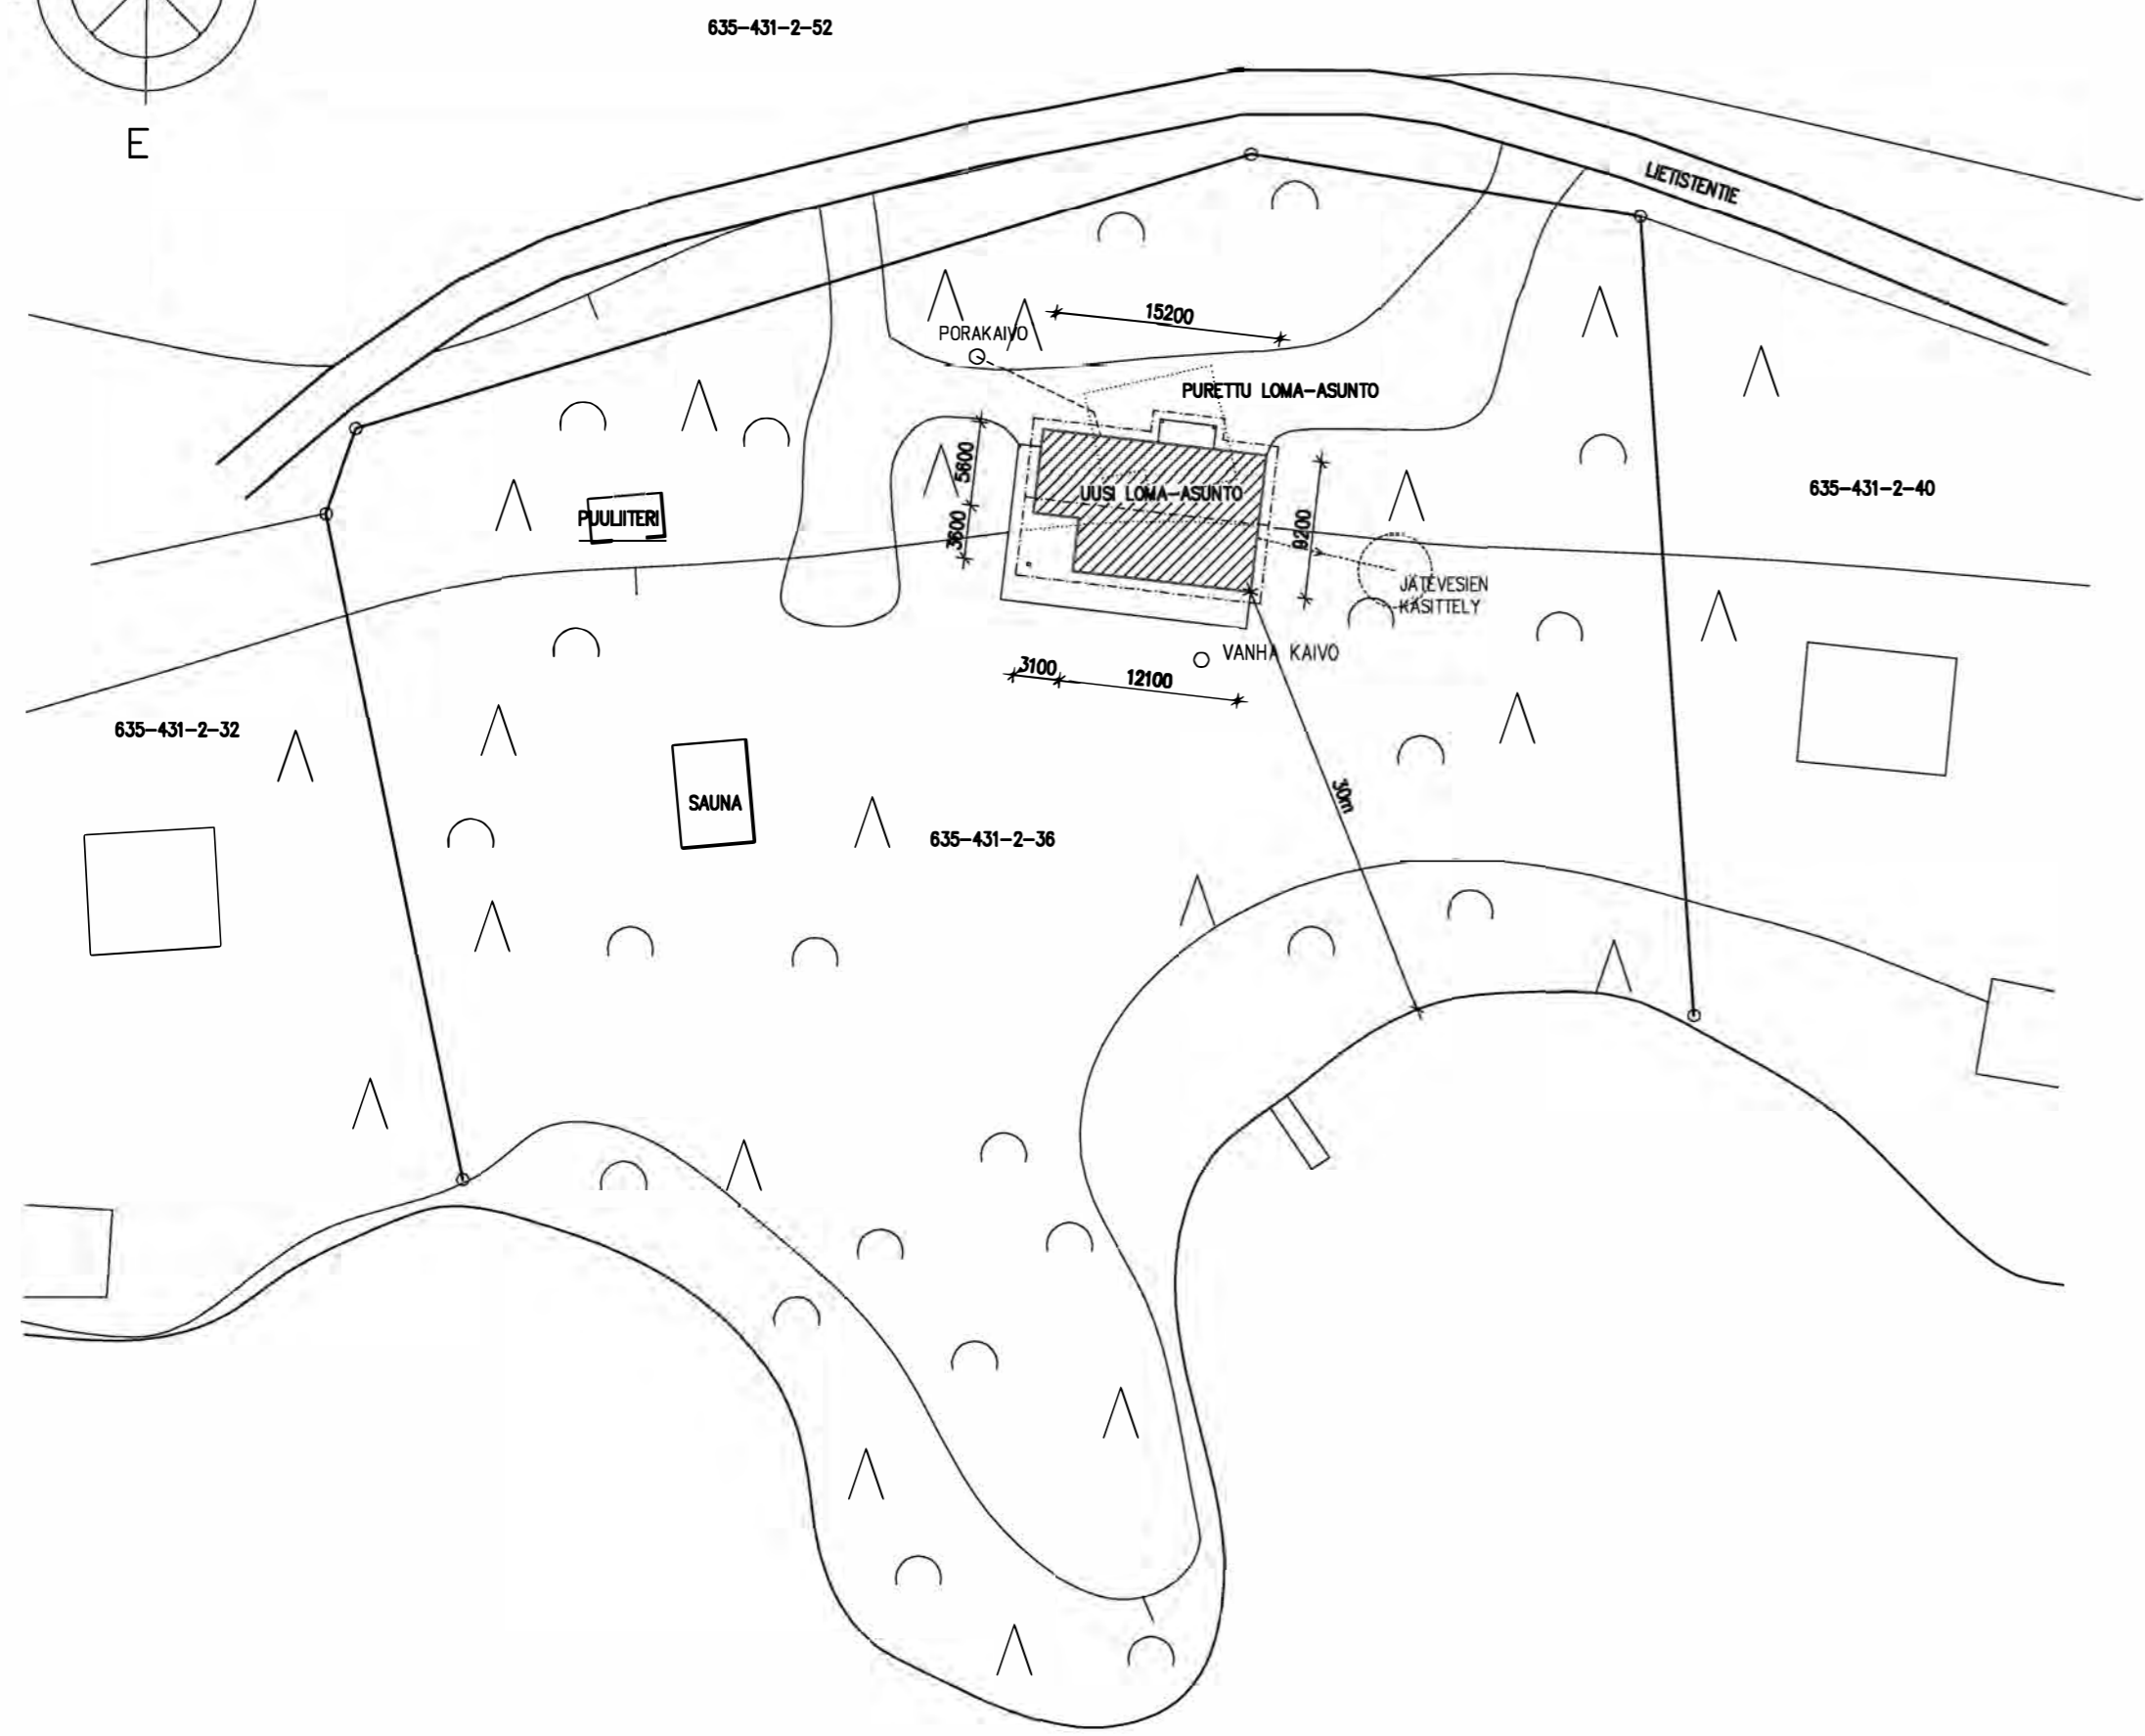 635-431-2-52
E
LIETISTENTIE
15200
PORAKAIVO
PURETTU LOMA-ASUNTO
5600
3600
UUSI LOMA-ASUNTO
9200
635-431-2-40
PUULIITERI
JÄTEVESIEN
KÄSITTELY
VANHA KAIVO
3100
12100
635-431-2-32
30m
SAUNA
635-431-2-36